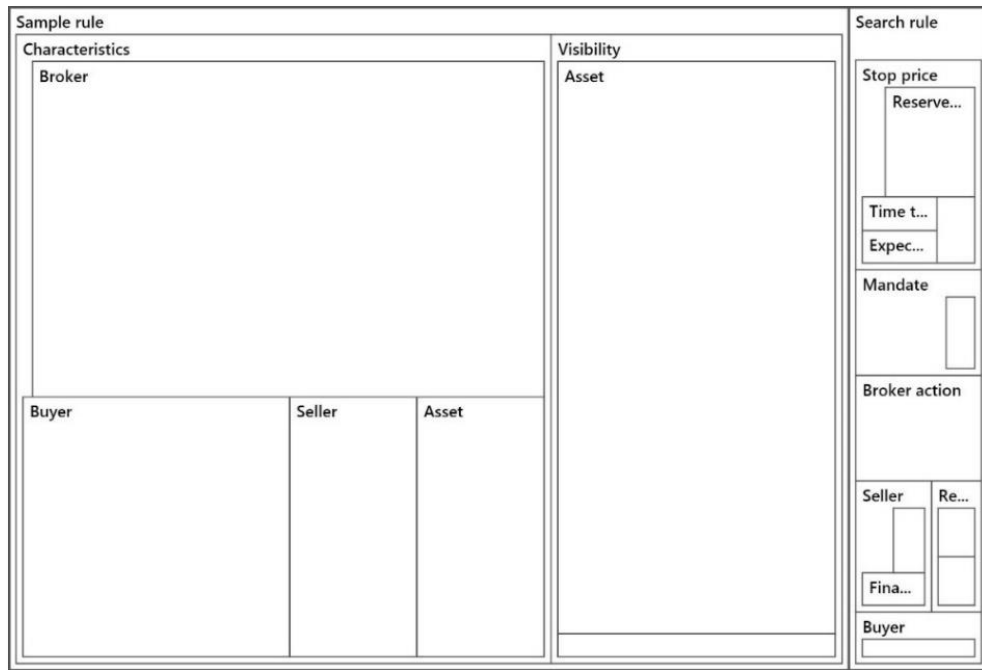 Sample rule
Characteristics
Broker
Buyer
Seller
Asset
Visibility
Asset
Search rule
Stop price
Reserve...
Time t...
Expec...
Mandate
Broker action
Seller
Fina...
Re...
Buyer